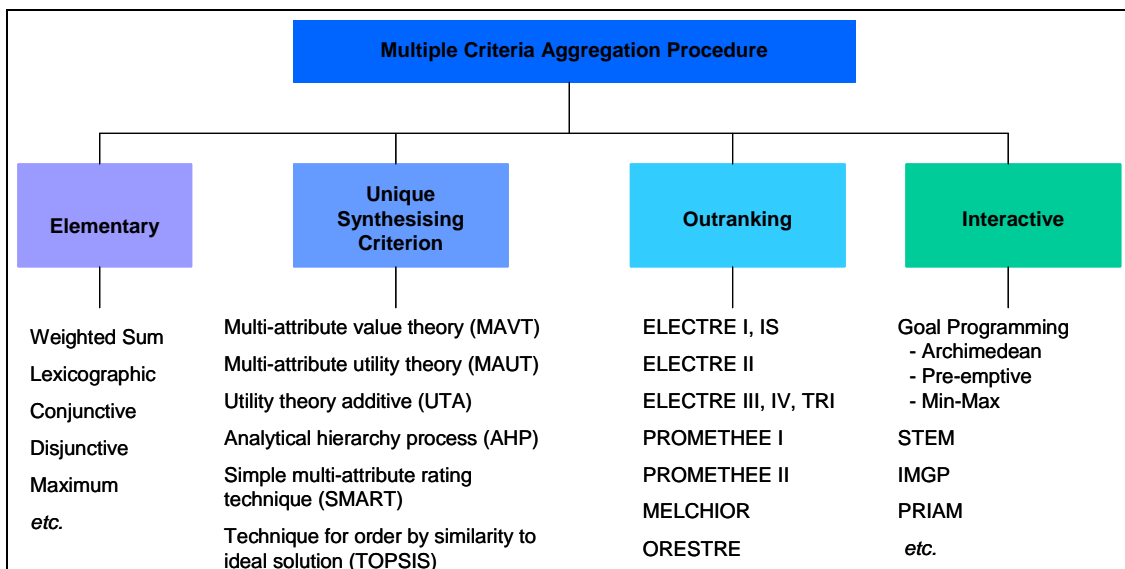 Multiple Criteria Aggregation Procedure
Elementary
Unique
Synthesising
Criterion
Outranking
Interactive
Weighted Sum
Lexicographic
Conjunctive
Disjunctive
Maximum
etc.
Multi-attribute value theory (MAVT)
Multi-attribute utility theory (MAUT)
Utility theory additive (UTA)
Analytical hierarchy process (AHP)
Simple multi-attribute rating
technique (SMART)
Technique for order by similarity to
ideal solution (TOPSIS)
ELECTRE I, IS
ELECTRE II
ELECTRE III, IV, TRI
PROMETHEE I
PROMETHEE II
MELCHIOR
ORESTRE
Goal Programming
- Archimedean
- Pre-emptive
- Min-Max
STEM
IMGP
PRIAM
etc.